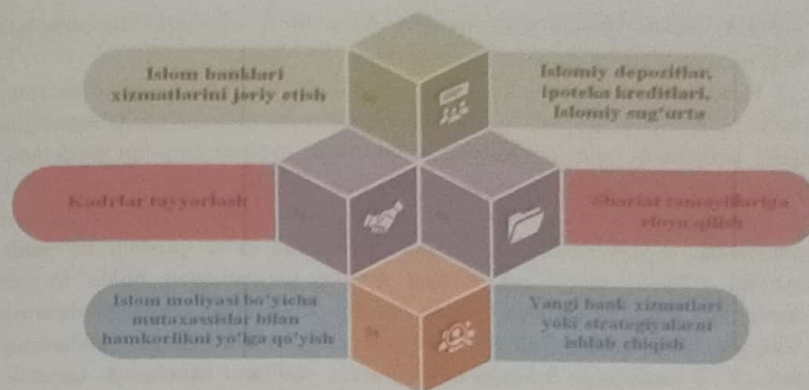 Islom banklari
xizmatlarini joriy etish
Islomiy depozitlar,
ipoteka kreditlari,
Islomiy sug'urta
Kadrlar tayyorlash
Shariat tamoyillariga
rioya qilish
Islom moliyasi bo'yicha
mutaxassislar bilan
hamkorlikni yo'lga qo'yish
Yangi bank xizmatlari
yoki strategiyalarni
ishlab chiqish